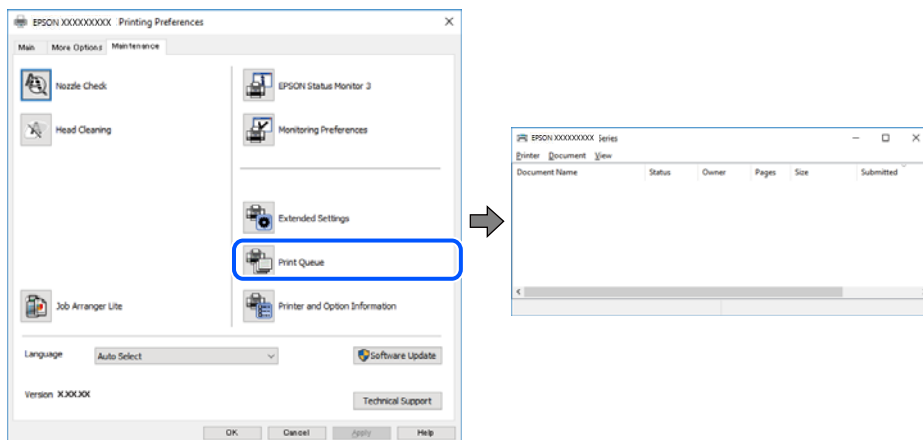 EPSON XXXXXXXXX Printing Preferences
Main More Options Maintenance
Nozzle Check
Head Cleaning
Job Arranger Lite
EPSON Status Monitor 3
Monitoring Preferences
Extended Settings
Print Queue
Printer and Option Information
Language Auto Select Software Update
Version X.XX.XX
Technical Support
OK Cancel Apply Help
EPSON XXXXXXXXX Series
Printer Document View
Document Name Status Owner Pages Size Submitted